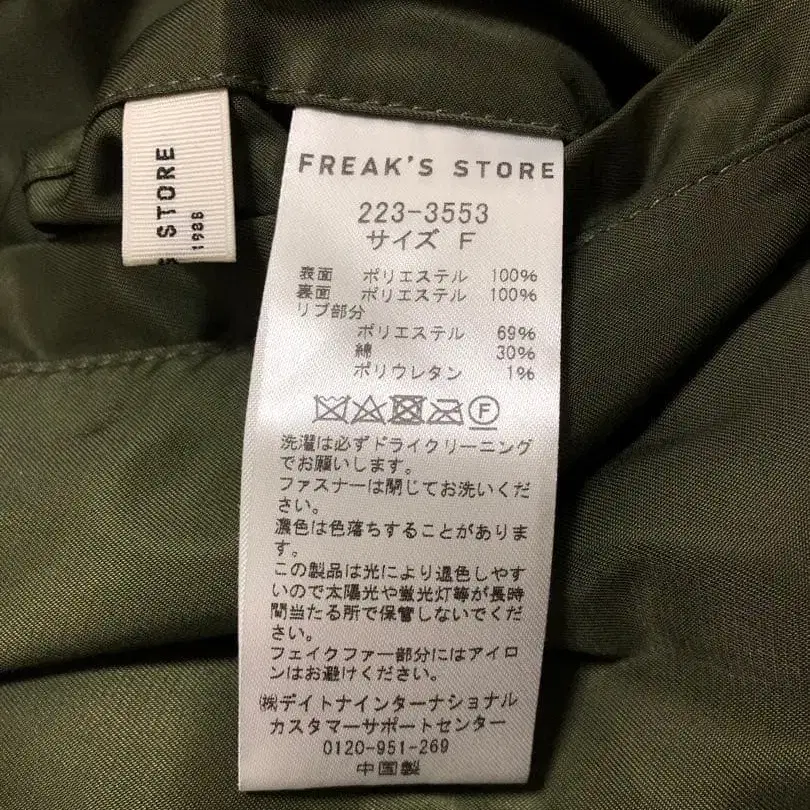 S STORE
1986
FREAK'S STORE
223-3553
サイズ F
表面 ポリエステル 100%
裏面 ポリエステル 100%
リブ部分
ポリエステル 69%
綿 30%
ポリウレタン 1%
F
洗濯は必ずドライクリーニング
でお願いします。
ファスナーは閉じてお洗いくだ
さい。
濃色は色落ちすることがありま
す。
この製品は光により退色しやす
いので太陽光や蛍光灯等が長時
間当たる所で保管しないでくだ
さい。
フェイクファー部分にはアイロ
ンはお避けください。
㈱デイトナインターナショナル
カスタマーサポートセンター
0120-951-269
中国製